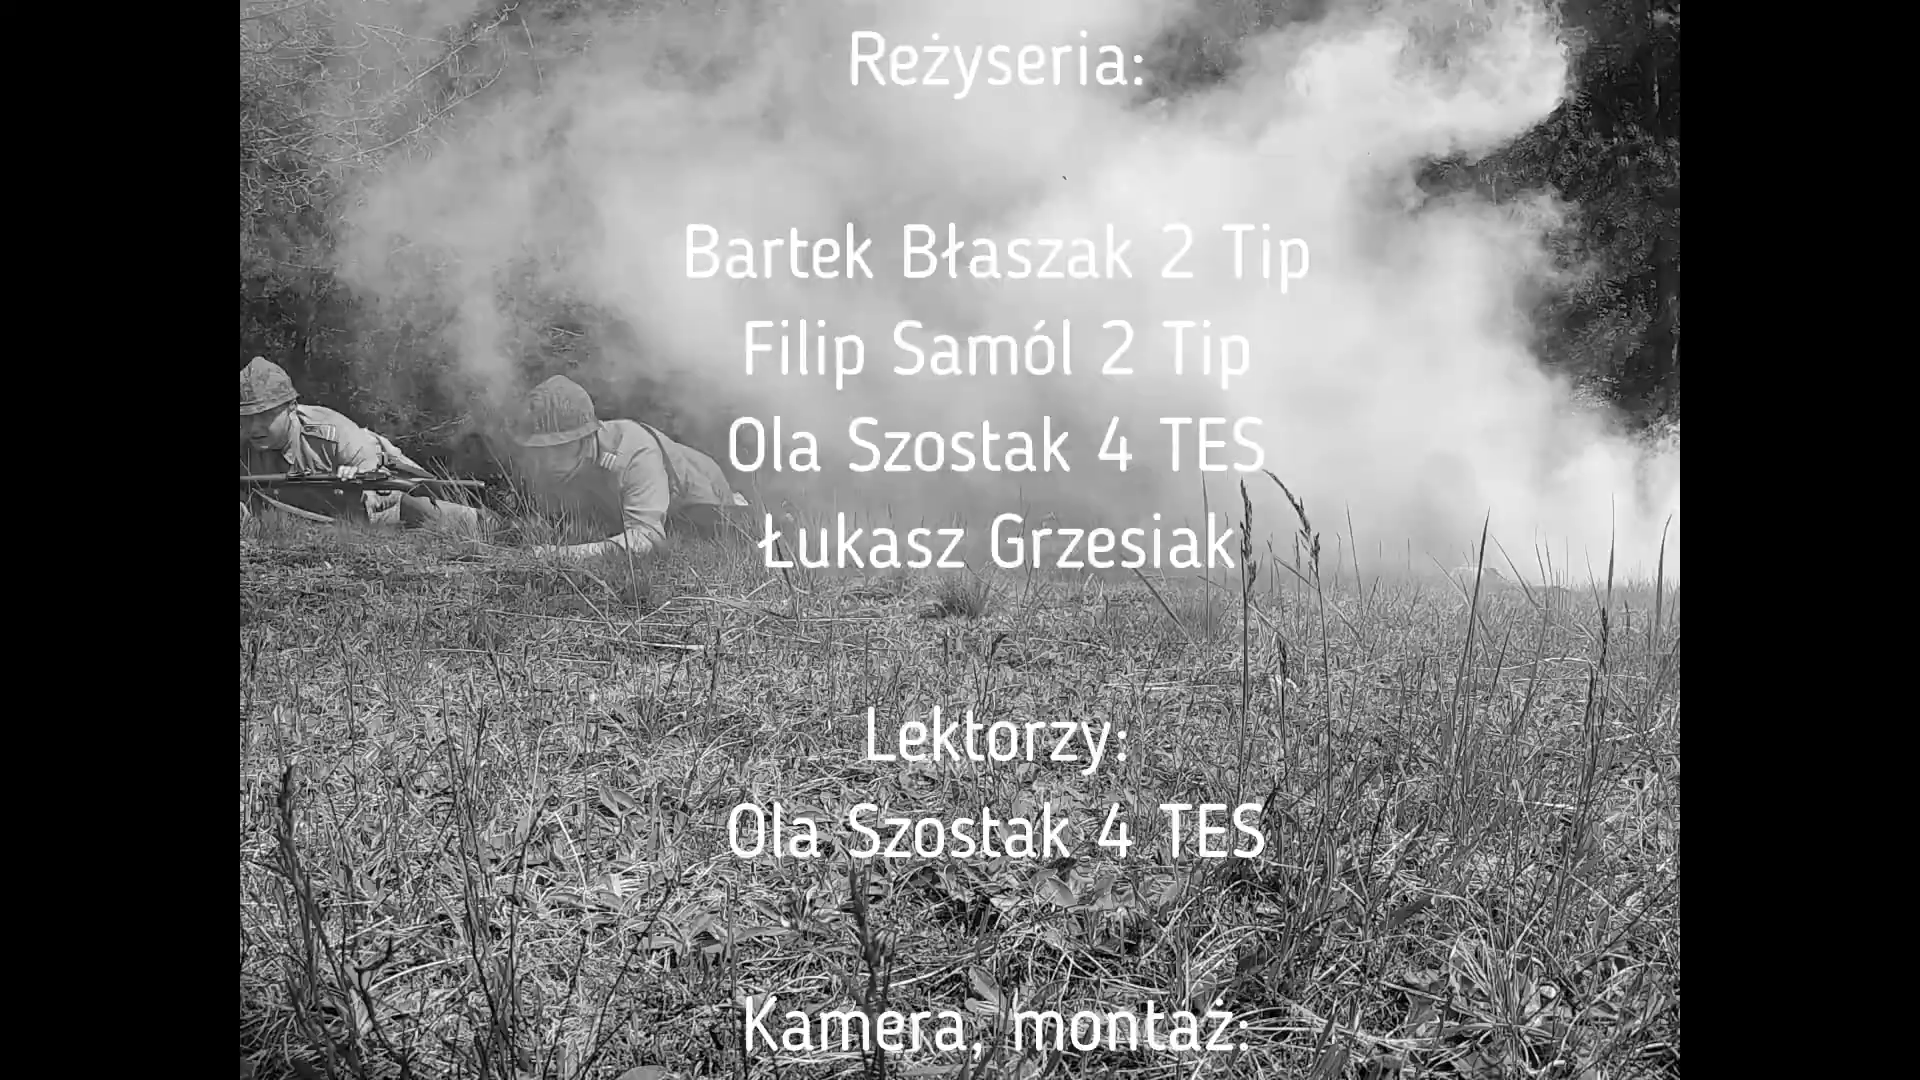 Reżyseria:
Bartek Błaszak 2 Tip
Filip Samól 2 Tip
Ola Szostak 4 TES
Łukasz Grzesiak
Lektorzy:
Ola Szostak 4 TES
Kamera, montaż: